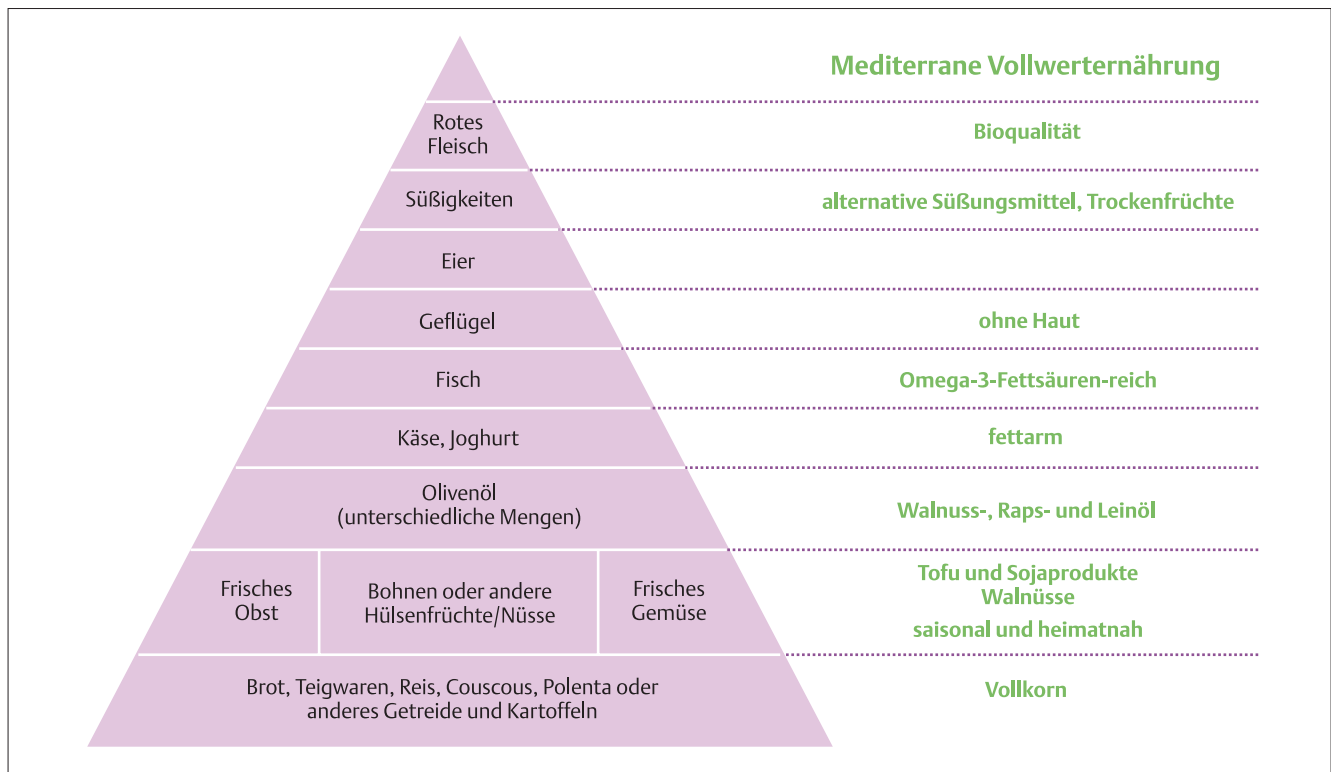 Mediterrane Vollwerternährung
Rotes
Fleisch
Bioqualität
Süßigkeiten
alternative Süßungsmittel, Trockenfrüchte
Eier
Geflügel
ohne Haut
Fisch
Omega-3-Fettsäuren-reich
Käse, Joghurt
fettarm
Olivenöl
(unterschiedliche Mengen)
Walnuss-, Raps- und Leinöl
Frisches
Obst
Bohnen oder andere
Hülsenfrüchte/Nüsse
Frisches
Gemüse
Tofu und Sojaprodukte
Walnüsse
saisonal und heimatnah
Brot, Teigwaren, Reis, Couscous, Polenta oder
anderes Getreide und Kartoffeln
Vollkorn